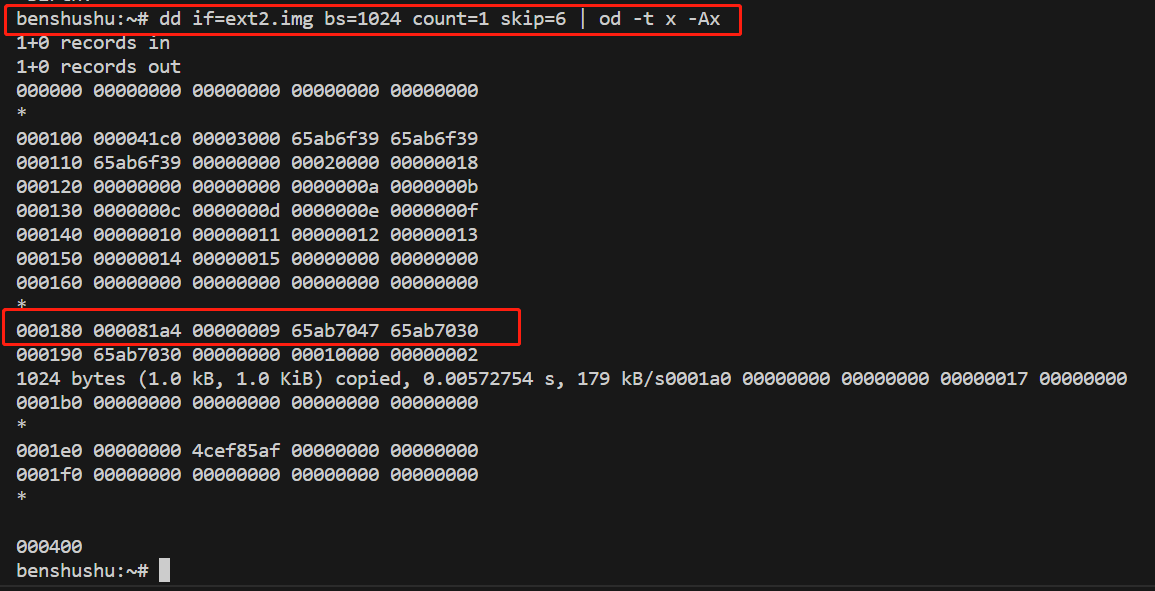 benshushu:~# dd if=ext2.img bs=1024 count=1 skip=6 | od -t x -Ax
1+0 records in
1+0 records out
000000 00000000 00000000 00000000 00000000
*
000100 000041c0 00003000 65ab6f39 65ab6f39
000110 65ab6f39 00000000 00020000 00000018
000120 00000000 00000000 0000000a 0000000b
000130 0000000c 0000000d 0000000e 0000000f
000140 00000010 00000011 00000012 00000013
000150 00000014 00000015 00000000 00000000
000160 00000000 00000000 00000000 00000000
*
000180 000081a4 00000009 65ab7047 65ab7030
000190 65ab7030 00000000 00010000 00000002
1024 bytes (1.0 kB, 1.0 KiB) copied, 0.00572754 s, 179 kB/s0001a0 00000000 00000000 00000017 00000000
0001b0 00000000 00000000 00000000 00000000
*
0001e0 00000000 4cef85af 00000000 00000000
0001f0 00000000 00000000 00000000 00000000
*
000400
benshushu:~#